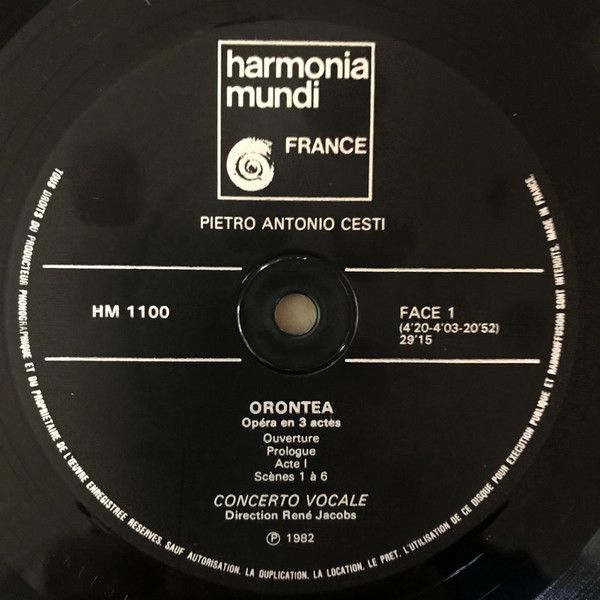 harmonia
mundi
FRANCE
PIETRO ANTONIO CESTI
HM 1100
FACE 1
(4'20-4'03-20'52)
29'15
ORONTEA
Opéra en 3 actes
Ouverture
Prologue
Acte I
Scènes 1 à 6
CONCERTO VOCALE
Direction René Jacobs
Ⓟ 1982
TOUS DROITS DU PRODUCTEUR PHONOGRAPHIQUE ET DU PROPRIETAIRE DE L'ŒUVRE ENREGISTREE RESERVES. SAUF AUTORISATION. LA DUPLICATION. LA LOCATION. LE PRET. L'UTILISATION DE CE DISQUE POUR EXECUTION PUBLIQUE ET RADIODIFFUSION SONT INTERDITS. MADE IN FRANCE.